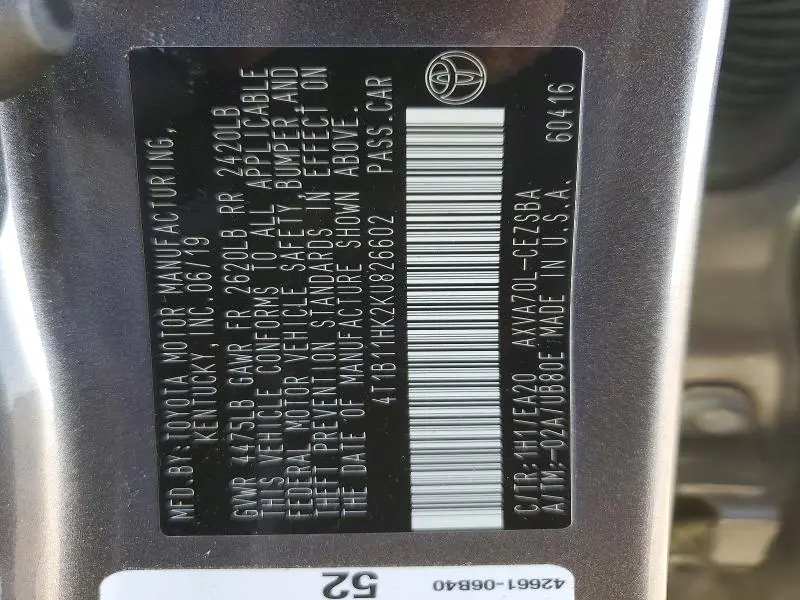 MFD.BY:TOYOTA MOTOR MANUFACTURING,
KENTUCKY, INC.06/19
GVWR 4475LB GAWR FR 2620LB RR 2420LB
THIS VEHICLE CONFORMS TO ALL APPLICABLE
FEDERAL MOTOR VEHICLE SAFETY, BUMPER, AND
THEFT PREVENTION STANDARDS IN EFFECT ON
THE DATE OF MANUFACTURE SHOWN ABOVE.
4T1B11HK2KU826602 PASS.CAR
C/TR:1H1/EA20 AXVA70L-CEZSBA
A/TM:-02A/UB80E MADE IN U.S.A. 60416
52
42661-06B40